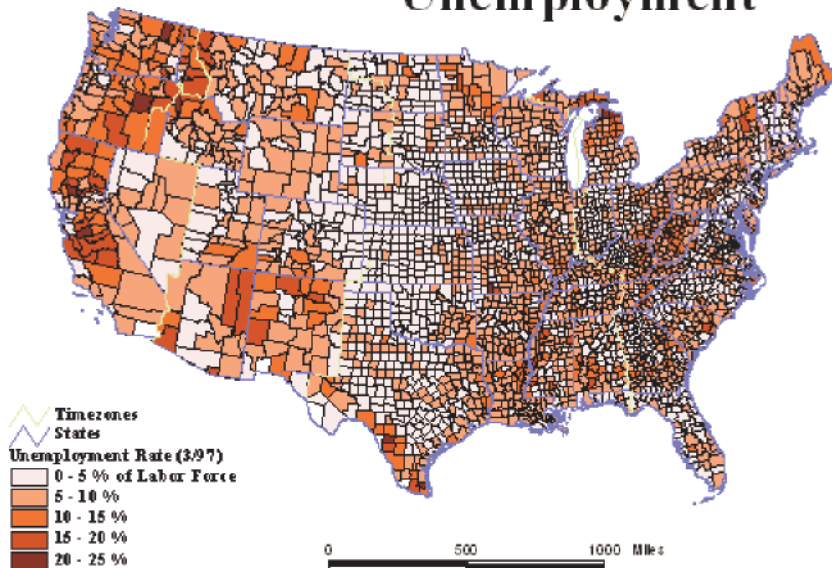 Unemployment
Timezones
States
Unemployment Rate (3/97)
0 - 5 % of Labor Force
5 - 10 %
10 - 15 %
15 - 20 %
20 - 25 %
0 500 1000 Miles